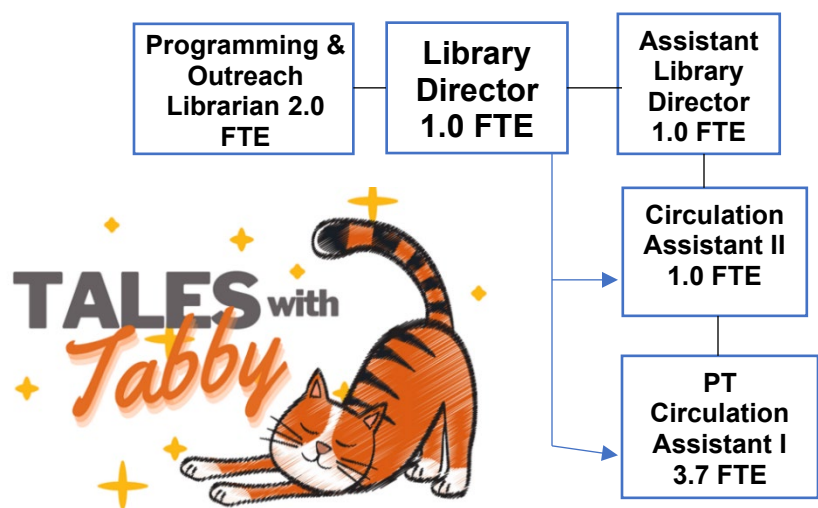 Programming &
Outreach
Librarian 2.0
FTE
Library
Director
1.0 FTE
Assistant
Library
Director
1.0 FTE
Circulation
Assistant II
1.0 FTE
TALES with
Tabby
PT
Circulation
Assistant I
3.7 FTE